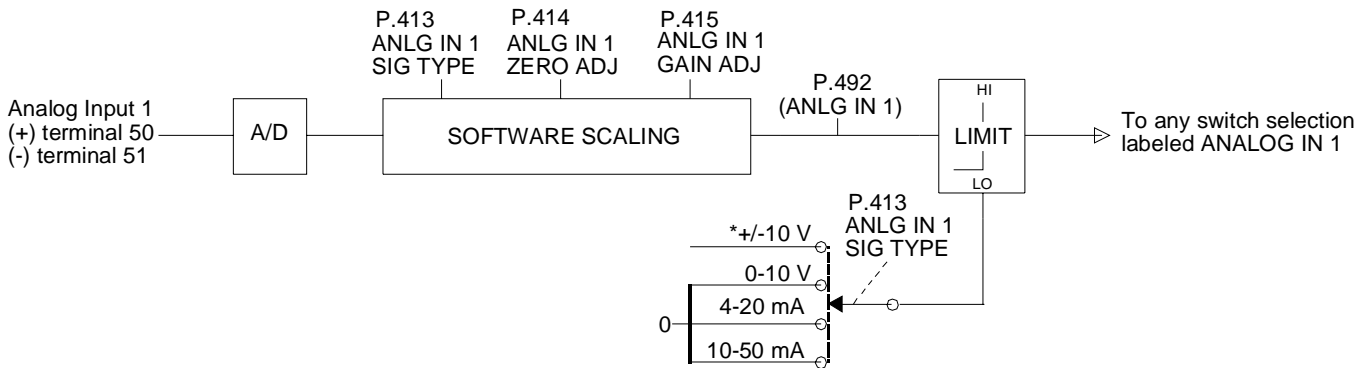 P.413
ANLG IN 1
SIG TYPE
P.414
ANLG IN 1
ZERO ADJ
P.415
ANLG IN 1
GAIN ADJ
P.492
(ANLG IN 1)
Analog Input 1
(+) terminal 50
(-) terminal 51
A/D
SOFTWARE SCALING
HI
LIMIT
LO
To any switch selection
labeled ANALOG IN 1
P.413
ANLG IN 1
SIG TYPE
*+/-10 V
0-10 V
4-20 mA
0
10-50 mA